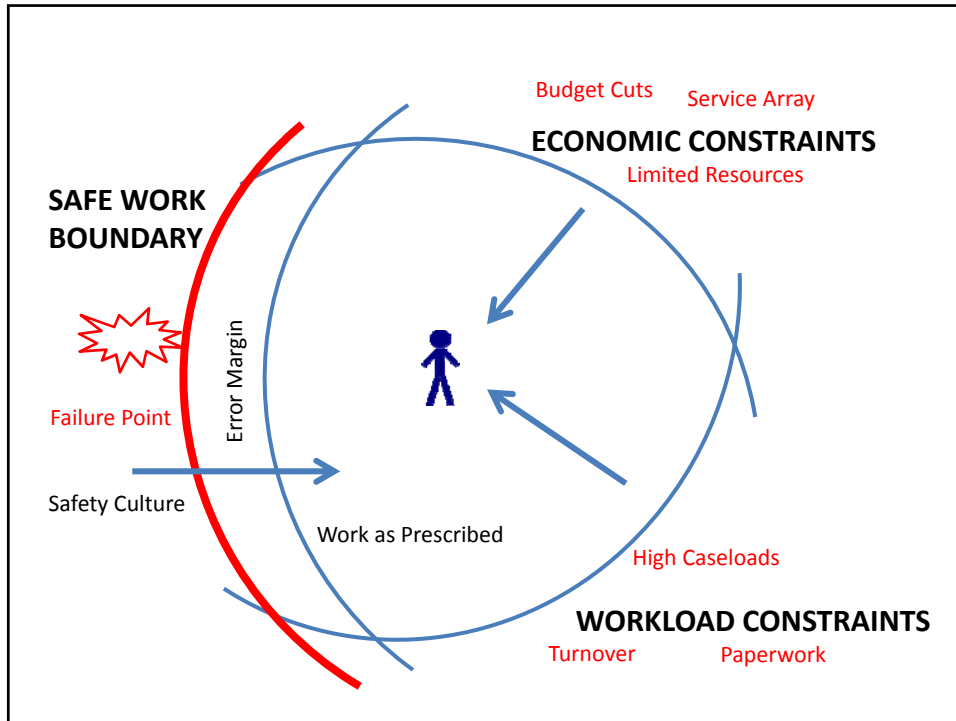 Budget Cuts
Service Array
ECONOMIC CONSTRAINTS
Limited Resources
SAFE WORK
BOUNDARY
Error Margin
Failure Point
Safety Culture
Work as Prescribed
High Caseloads
WORKLOAD CONSTRAINTS
Turnover
Paperwork